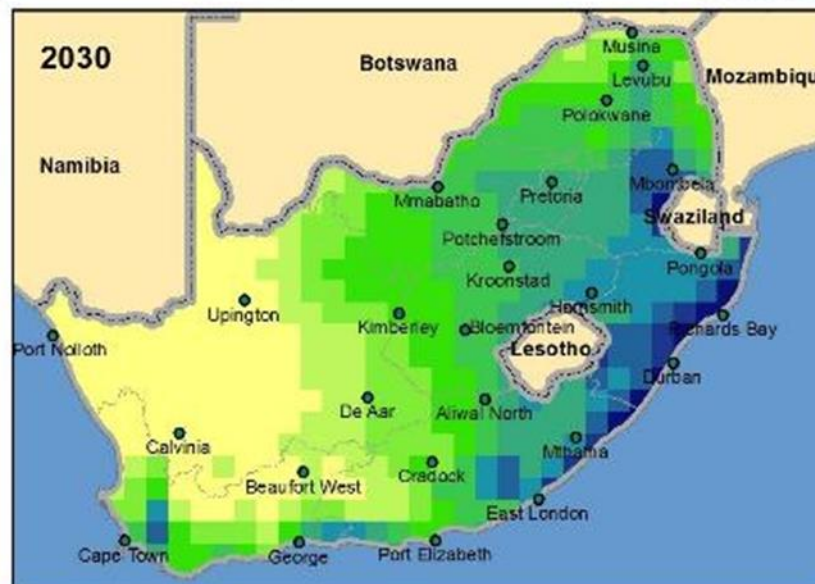 2030
Musina
Botswana
Levubu
Mozambiqu
Polokwane
Namibia
Mbombela
Mmabatho
Pretoria
Swaziland
Potchefstroom
Pongola
Kroonstad
Upington
Harrismith
Kimberley
Bloemfontein
Richards Bay
Port Nolloth
Lesotho
Durban
De Aar
Aliwal North
Calvinia
Mthatha
Cradock
Beaufort West
East London
Cape Town
George
Port Elizabeth